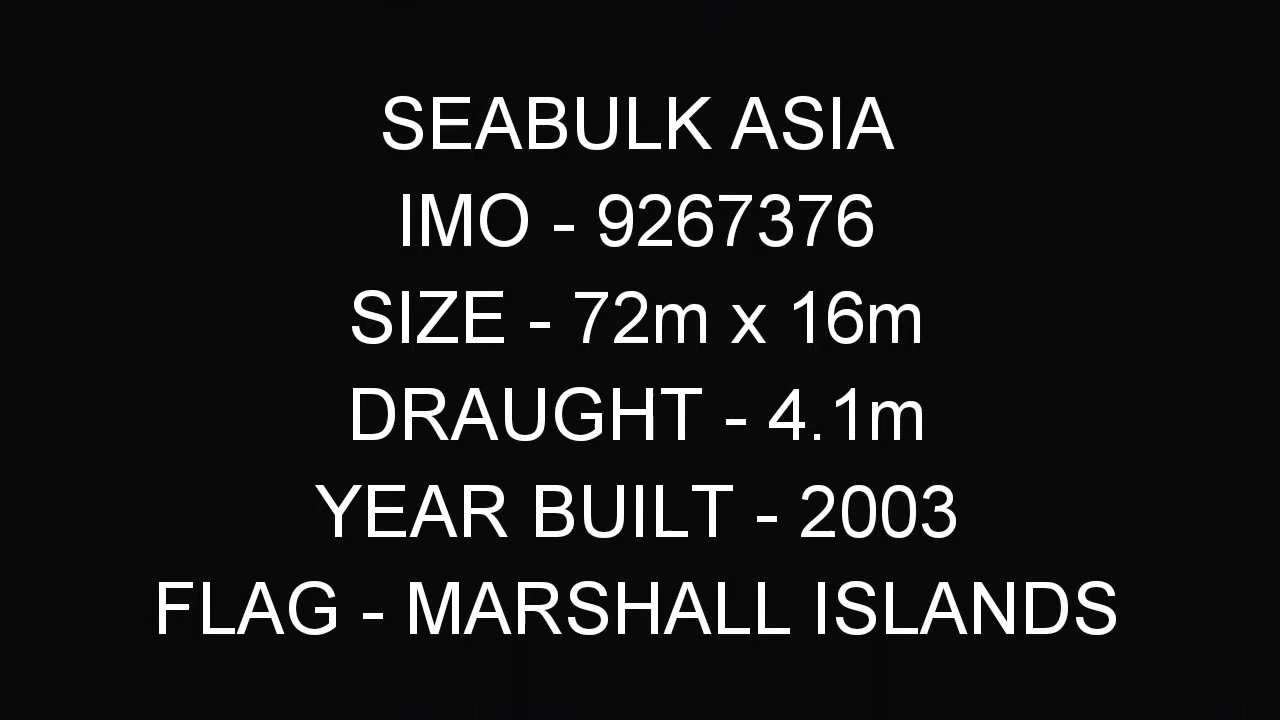 SEABULK ASIA
IMO - 9267376
SIZE - 72m x 16m
DRAUGHT - 4.1m
YEAR BUILT - 2003
FLAG - MARSHALL ISLANDS